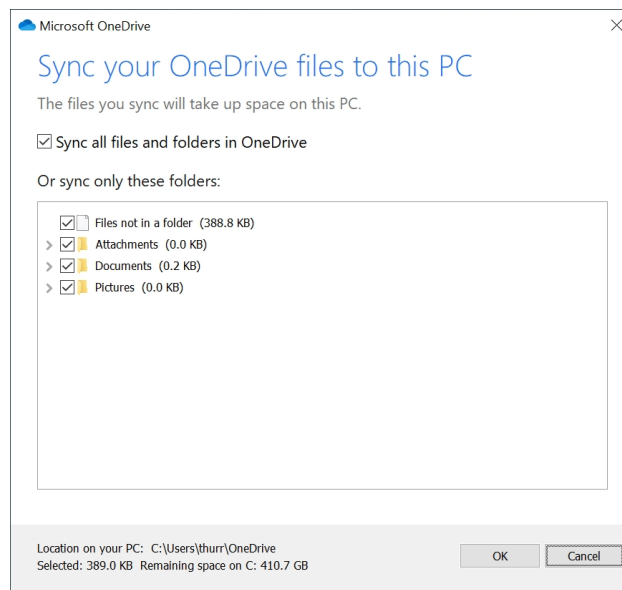 Microsoft OneDrive
Sync your OneDrive files to this PC
The files you sync will take up space on this PC.
Sync all files and folders in OneDrive
Or sync only these folders:
Files not in a folder (388.8 KB)
Attachments (0.0 KB)
Documents (0.2 KB)
Pictures (0.0 KB)
Location on your PC: C:\Users\thurr\OneDrive
Selected: 389.0 KB Remaining space on C: 410.7 GB
OK Cancel